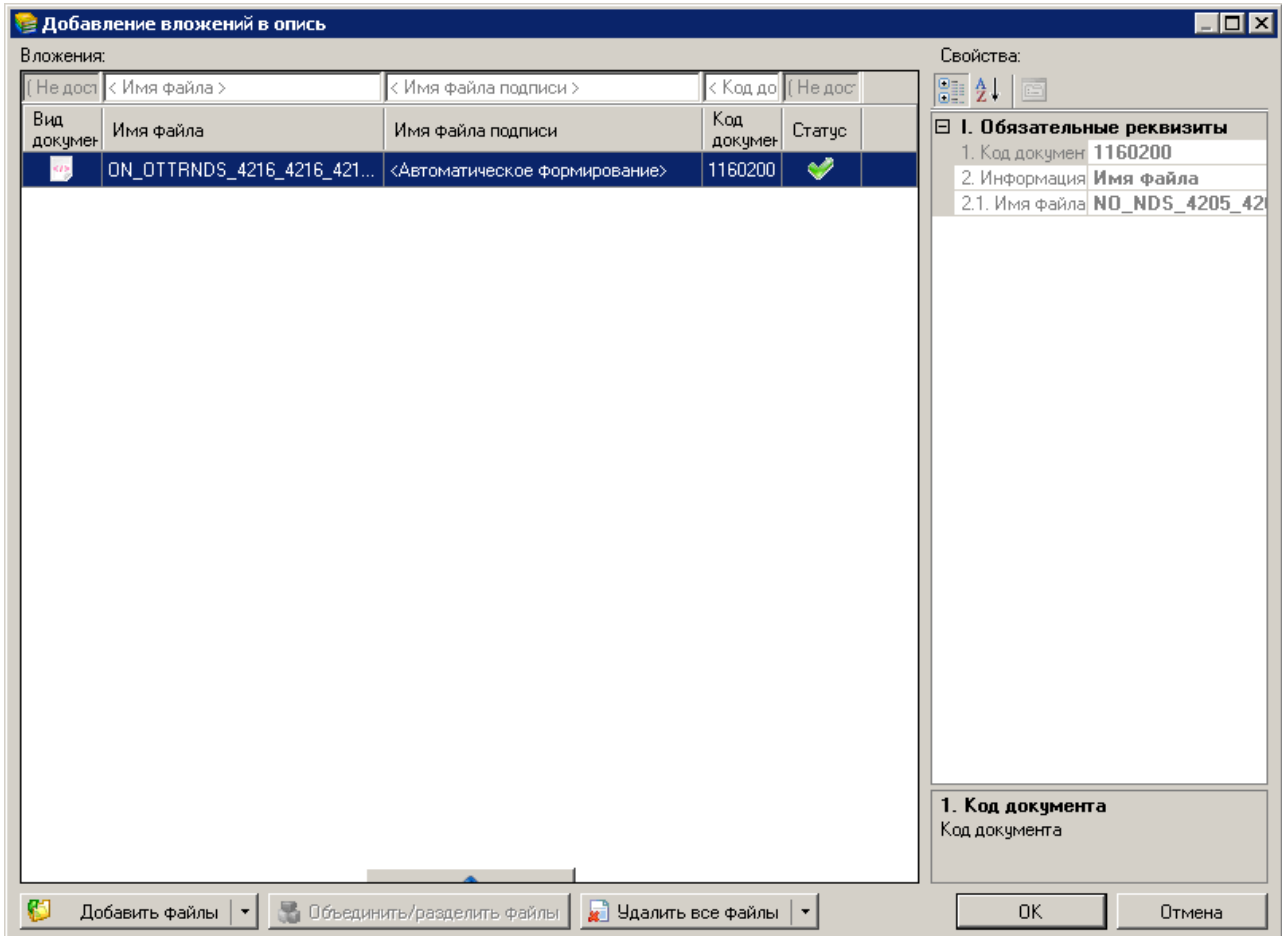 Добавление вложений в опись
Вложения:
Свойства:
( Не дост < Имя файла > < Имя файла подписи > < Код до ( Не дос
Вид докумен Имя файла Имя файла подписи Код докумен Статус
ON_OTTRNDS_4216_4216_421... <Автоматическое формирование> 1160200
I. Обязательные реквизиты
1. Код докумен 1160200
2. Информация Имя файла
2.1. Имя файла NO_NDS_4205_420
1. Код документа
Код документа
Добавить файлы Объединить/разделить файлы Удалить все файлы OK Отмена